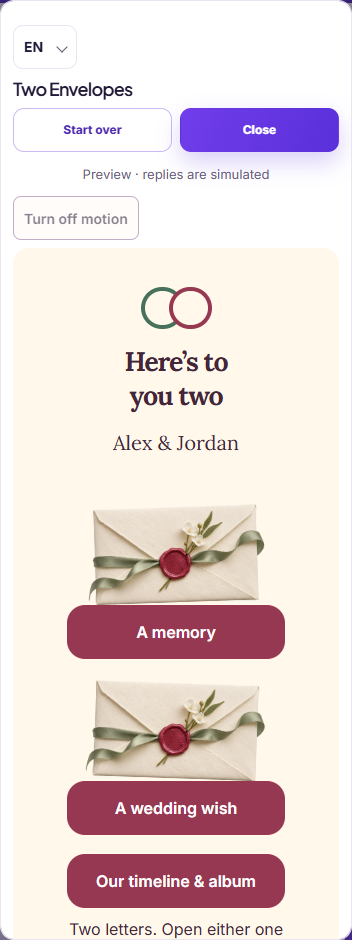 EN
Two Envelopes
Start over
Close
Preview · replies are simulated
Turn off motion
Here’s to
you two
Alex & Jordan
A memory
A wedding wish
Our timeline & album
Two letters. Open either one